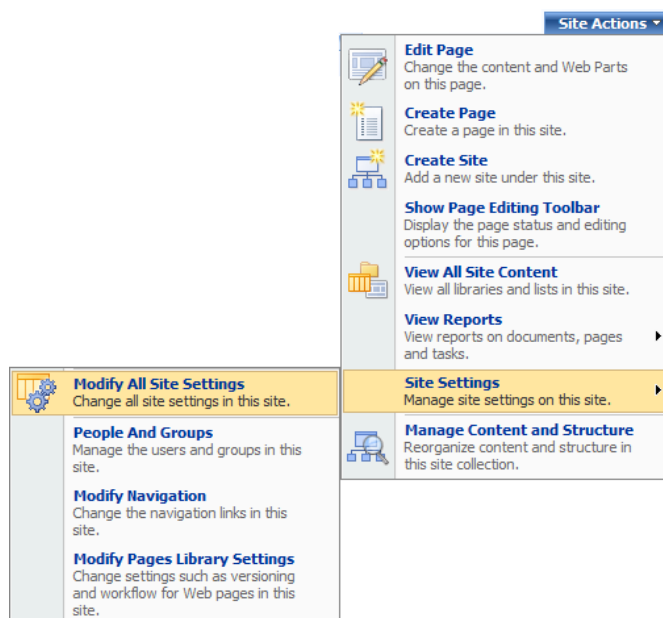 Site Actions
Edit Page
Change the content and Web Parts
on this page.
Create Page
Create a page in this site.
Create Site
Add a new site under this site.
Show Page Editing Toolbar
Display the page status and editing
options for this page.
View All Site Content
View all libraries and lists in this site.
View Reports
View reports on documents, pages
and tasks.
Site Settings
Manage site settings on this site.
Manage Content and Structure
Reorganize content and structure in
this site collection.
Modify All Site Settings
Change all site settings in this site.
People And Groups
Manage the users and groups in this
site.
Modify Navigation
Change the navigation links in this
site.
Modify Pages Library Settings
Change settings such as versioning
and workflow for Web pages in this
site.